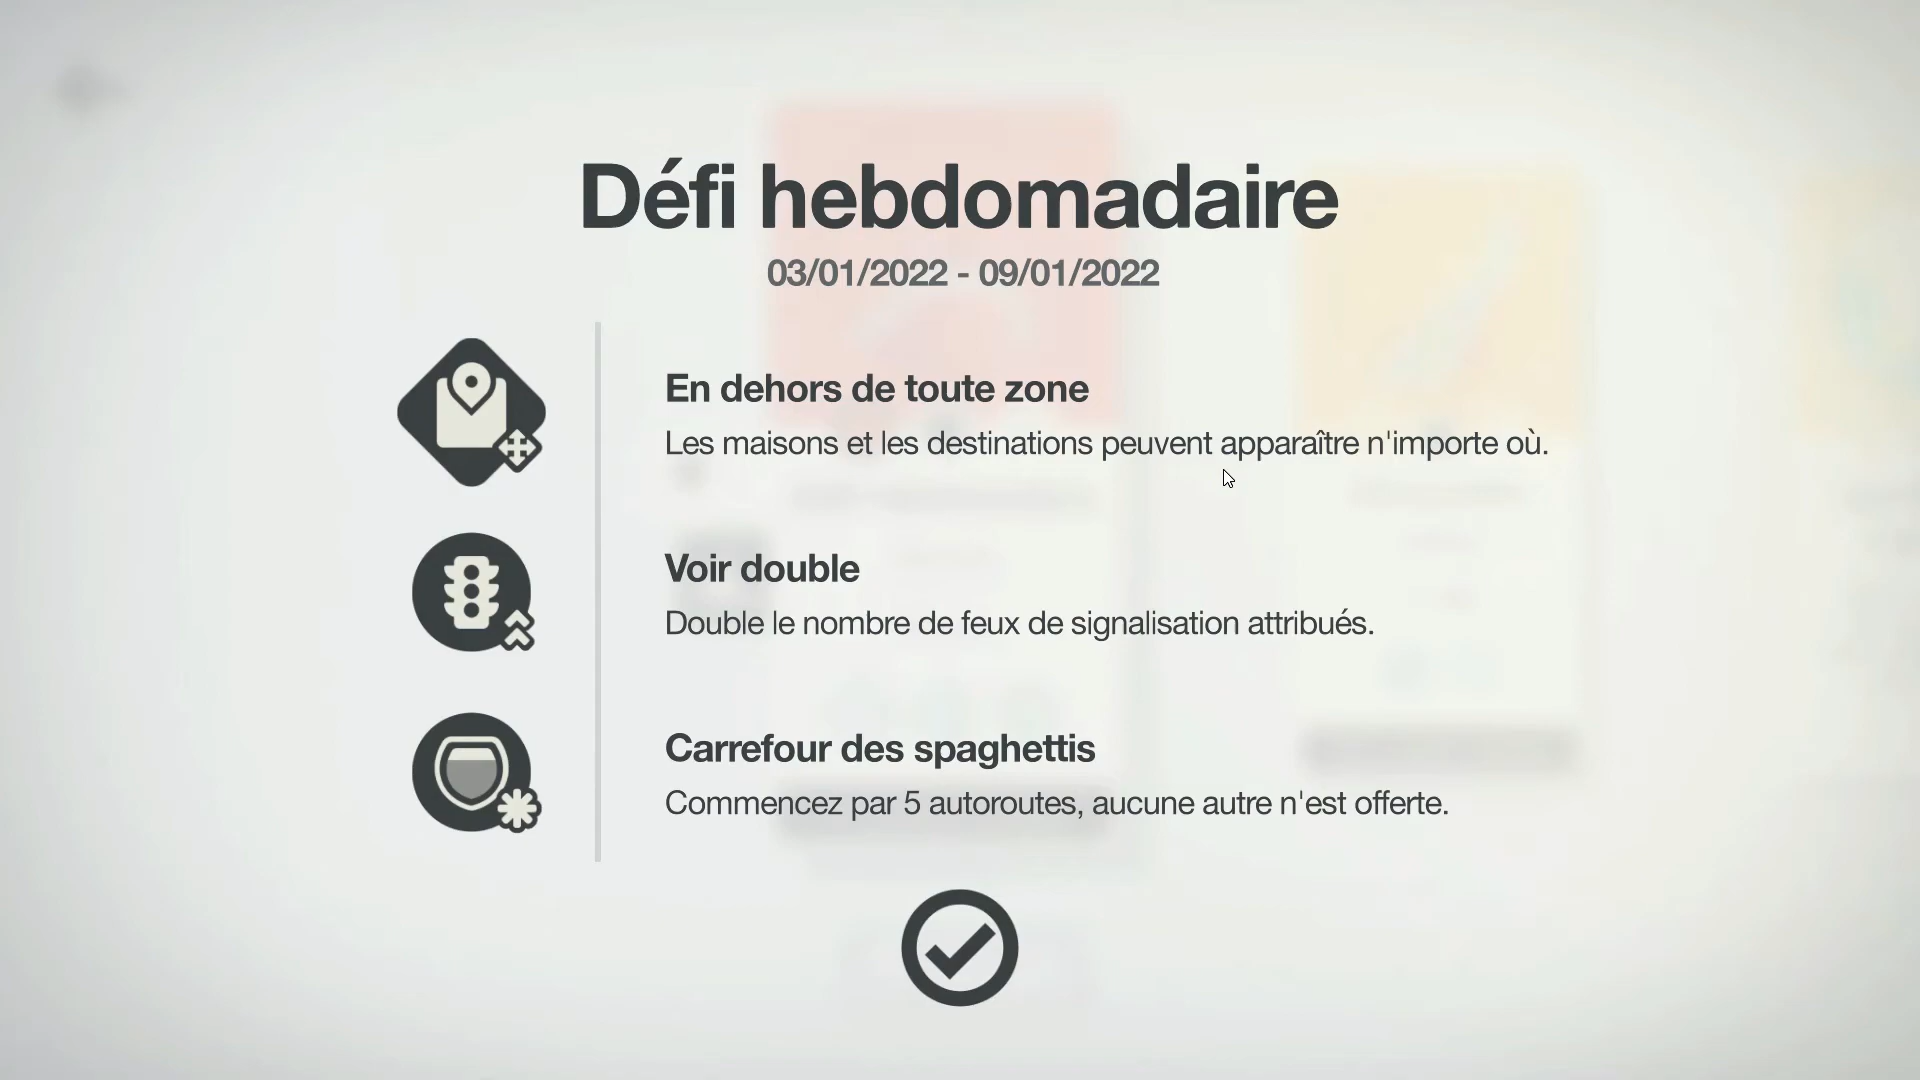 Défi hebdomadaire
03/01/2022 - 09/01/2022
En dehors de toute zone
Les maisons et les destinations peuvent apparaître n'importe où.
Voir double
Double le nombre de feux de signalisation attribués.
Carrefour des spaghettis
Commencez par 5 autoroutes, aucune autre n'est offerte.